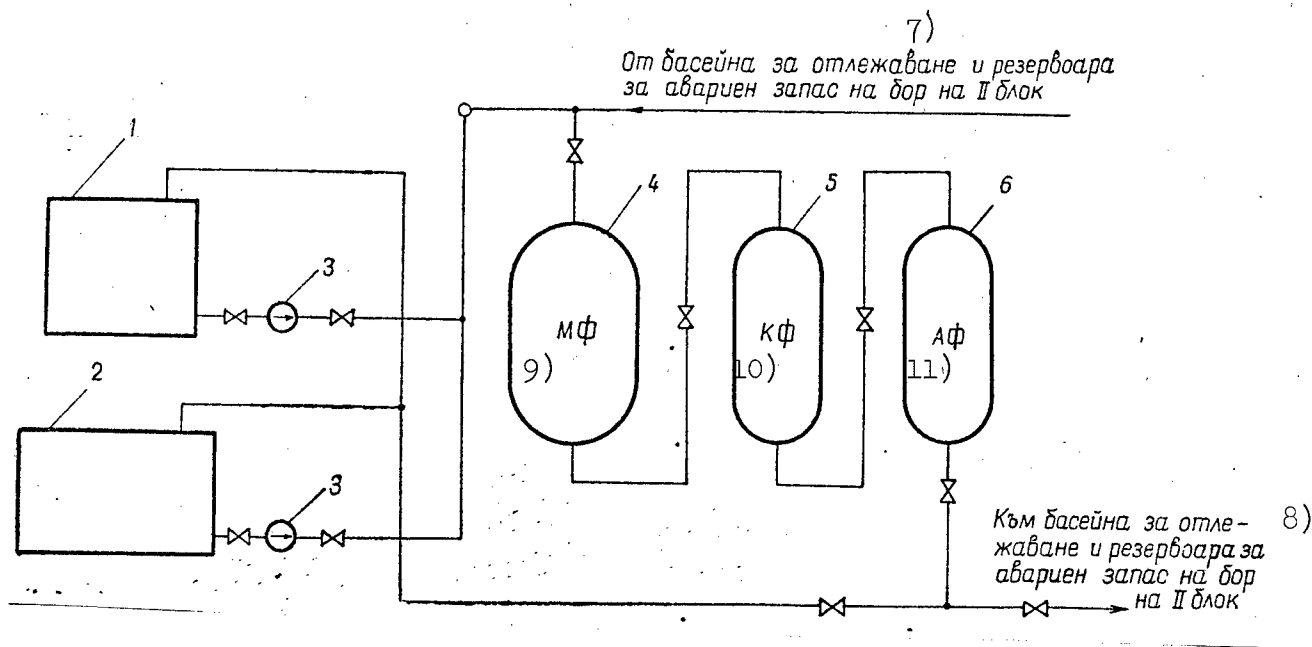 7)
От басейна за отлежаване и резервоара
за авариен запас на бор на II блок
1
4
5
6
3
МФ
КФ
АФ
9)
10)
11)
2
3
Към басейна за отле-
8)
жаване и резервоара за
авариен запас на бор
на II блок